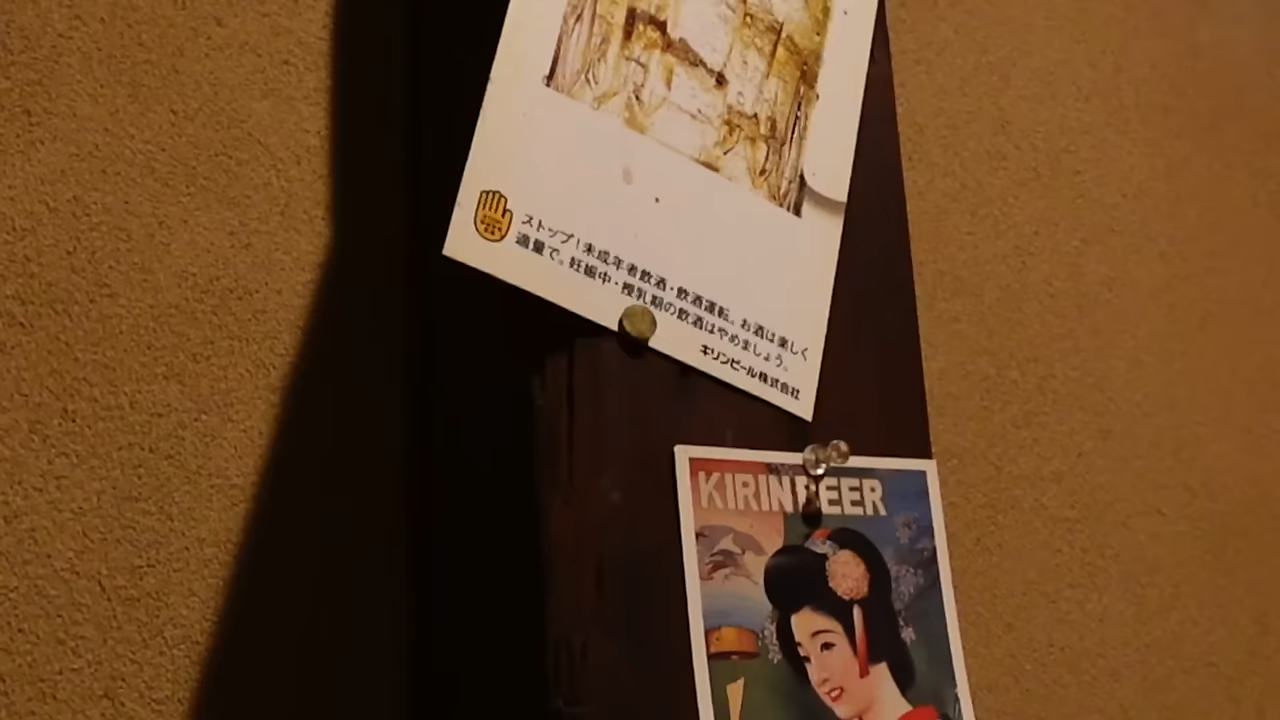 ストップ！未成年者飲酒・飲酒運転。お酒は楽しく
適量で。妊娠中・授乳期の飲酒はやめましょう。
キリンビール株式会社
KIRIN BEER